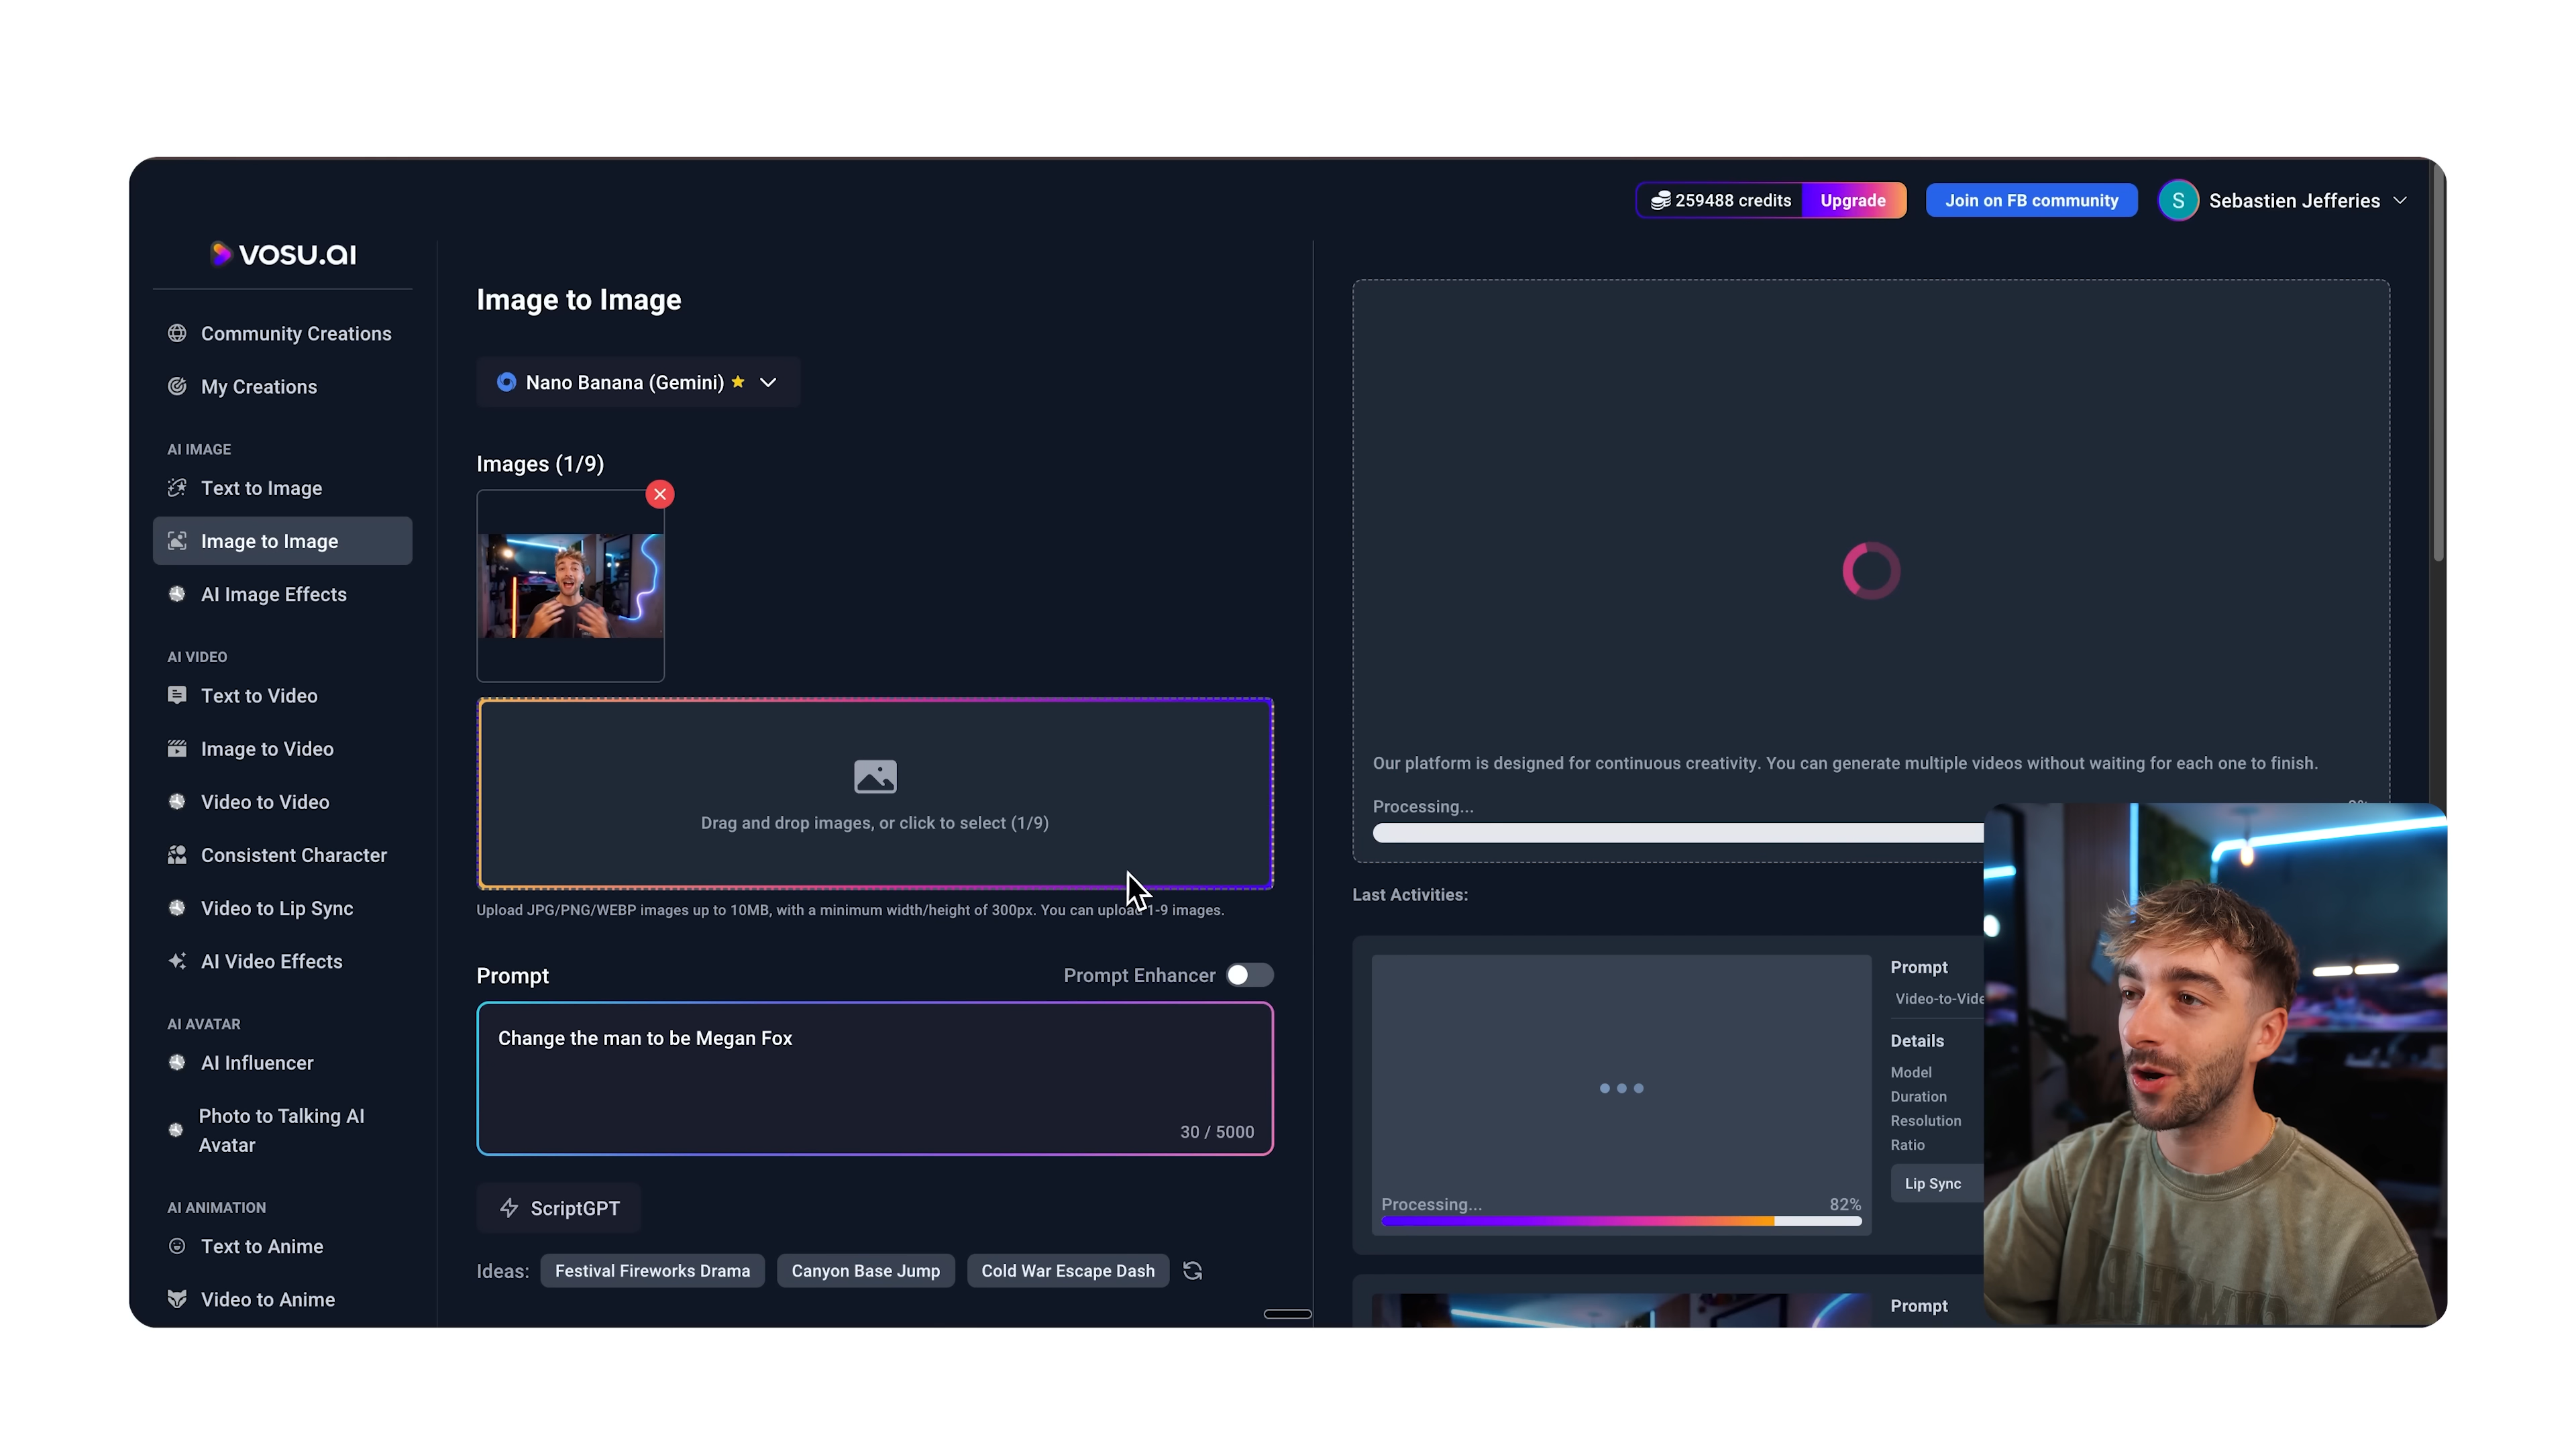 259488 credits
Upgrade
Join on FB community
S
Sebastien Jefferies
vosu.ai
Community Creations
My Creations
AI IMAGE
Text to Image
Image to Image
AI Image Effects
AI VIDEO
Text to Video
Image to Video
Video to Video
Consistent Character
Video to Lip Sync
AI Video Effects
AI AVATAR
AI Influencer
Photo to Talking AI
Avatar
AI ANIMATION
Text to Anime
Video to Anime
Image to Image
Nano Banana (Gemini)
Images (1/9)
Drag and drop images, or click to select (1/9)
Upload JPG/PNG/WEBP images up to 10MB, with a minimum width/height of 300px. You can upload 1-9 images.
Prompt
Prompt Enhancer
Change the man to be Megan Fox
30 / 5000
ScriptGPT
Ideas:
Festival Fireworks Drama
Canyon Base Jump
Cold War Escape Dash
Our platform is designed for continuous creativity. You can generate multiple videos without waiting for each one to finish.
Processing...
Last Activities:
Processing...
82%
Prompt
Video-to-Vide
Details
Model
Duration
Resolution
Ratio
Lip Sync
Prompt